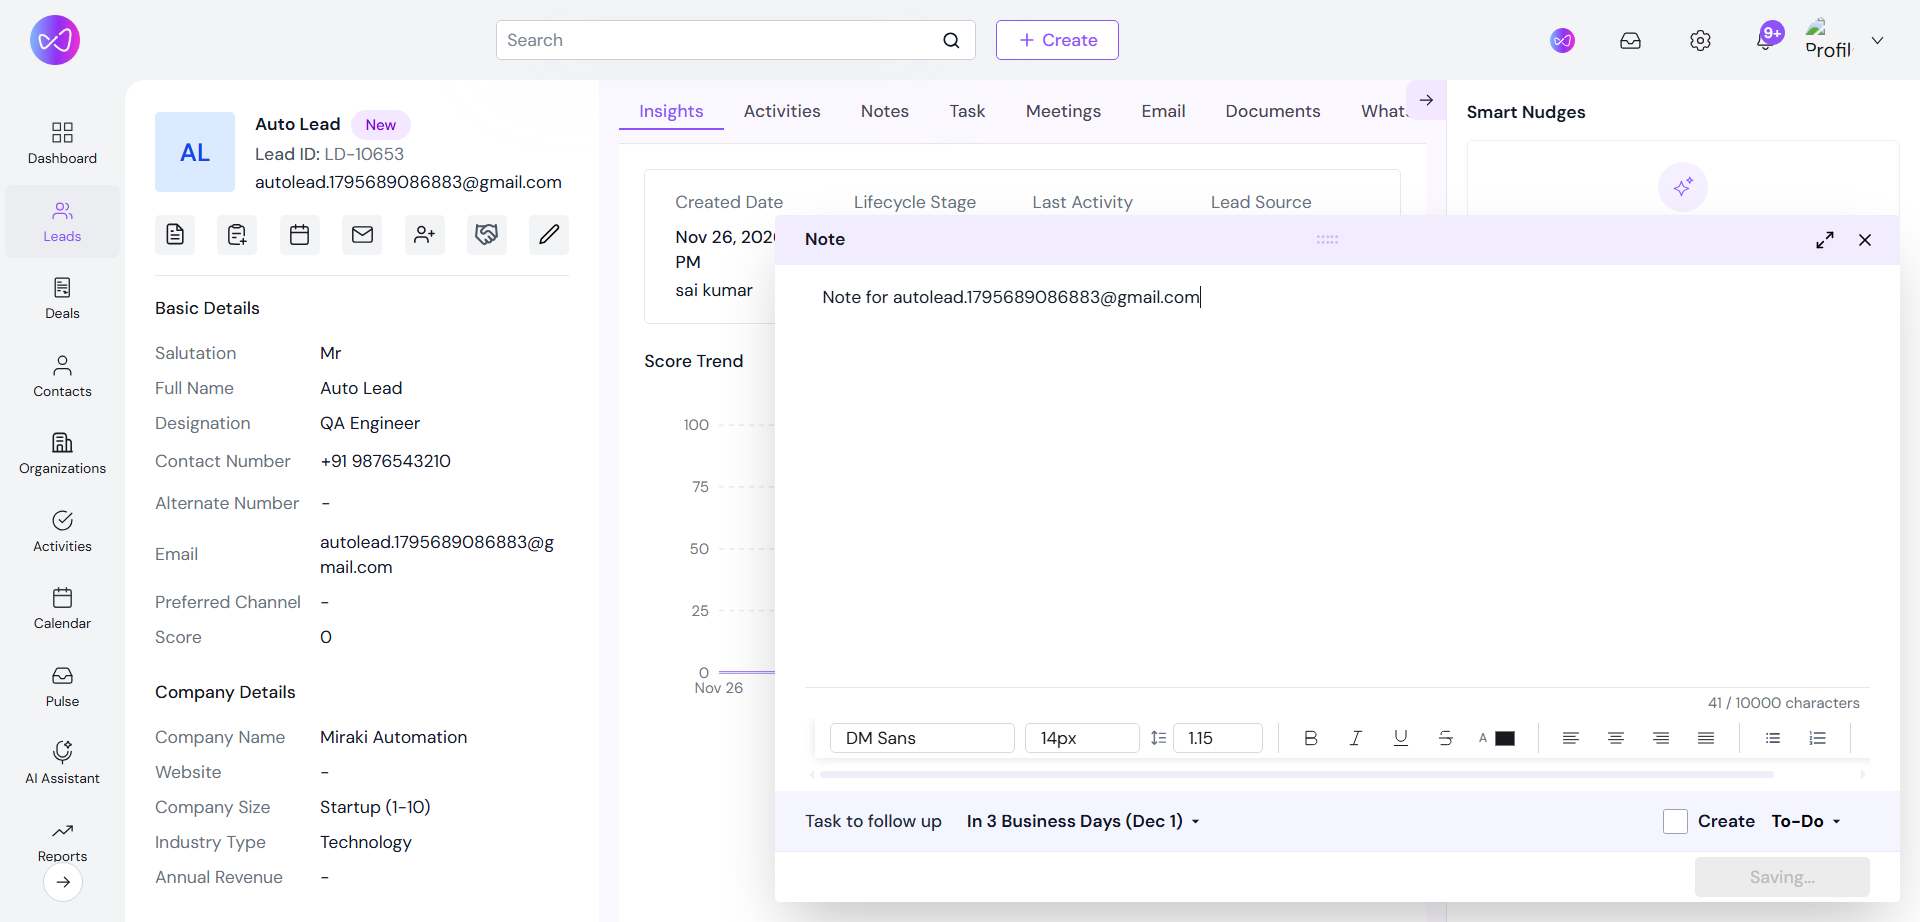 Search
+ Create
9+
Profil
Dashboard
Leads
Deals
Contacts
Organizations
Activities
Calendar
Pulse
AI Assistant
Reports
AL
Auto Lead New
Lead ID: LD-10653
autolead.1795689086883@gmail.com
Basic Details
Salutation Mr
Full Name Auto Lead
Designation QA Engineer
Contact Number +91 9876543210
Alternate Number -
Email autolead.1795689086883@g
mail.com
Preferred Channel -
Score 0
Company Details
Company Name Miraki Automation
Website -
Company Size Startup (1-10)
Industry Type Technology
Annual Revenue -
Insights Activities Notes Task Meetings Email Documents What
Created Date Lifecycle Stage Last Activity Lead Source
Nov 26, 202
PM
sai kumar
Score Trend
100
75
50
25
0
Nov 26
Smart Nudges
Note
Note for autolead.1795689086883@gmail.com
41 / 10000 characters
DM Sans 14px 1.15 B I U S A
Task to follow up In 3 Business Days (Dec 1) Create To-Do
Saving...